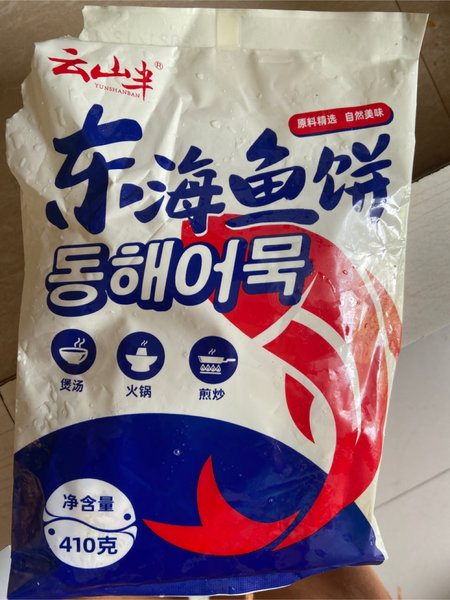 云山半®
YUNSHANBAN
原料精选 自然美味
东海鱼饼
동해어묵
煲汤
火锅
煎炒
净含量
410克